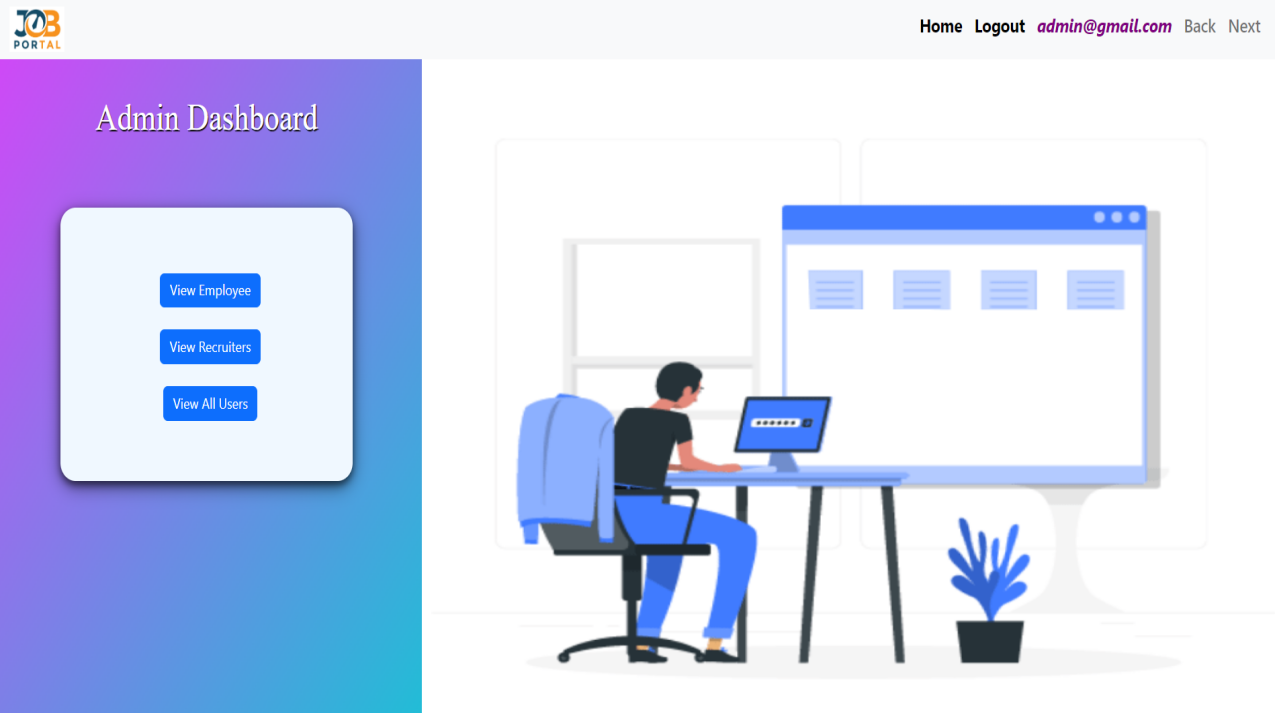 JOB
PORTAL
Home Logout admin@gmail.com Back Next
Admin Dashboard
View Employee
View Recruiters
View All Users